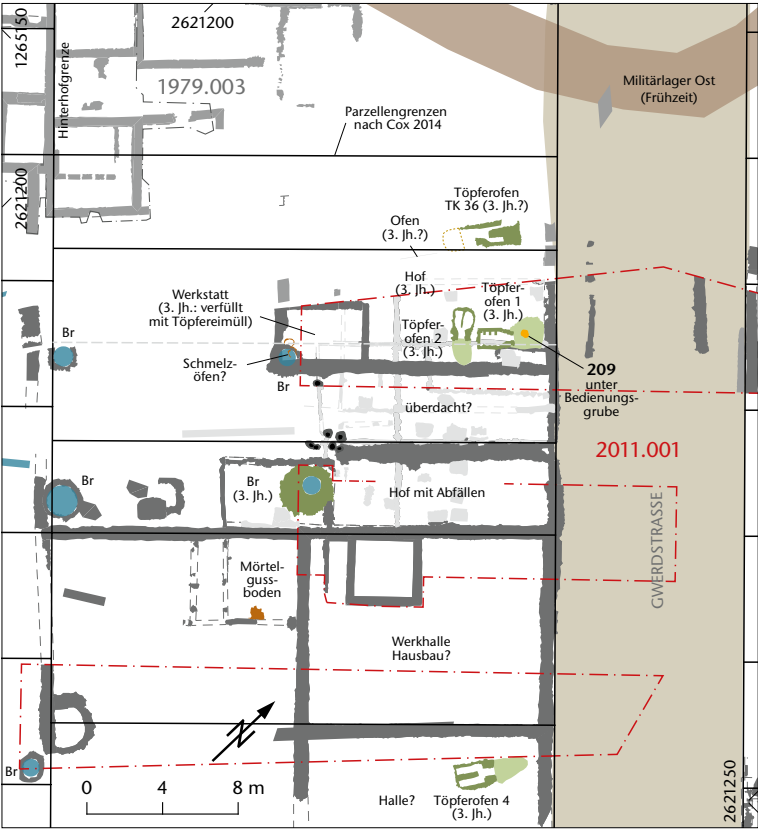 1265150
2621200
Hinterhofgrenze
1979.003
Militärlager Ost
(Frühzeit)
Parzellengrenzen
nach Cox 2014
2621200
Töpferofen
TK 36 (3. Jh.?)
Ofen
(3. Jh.?)
Hof
(3. Jh.)
Töpfer-
ofen 1
(3. Jh.)
Werkstatt
(3. Jh.: verfüllt
mit Töpfereimüll)
Töpfer-
ofen 2
(3. Jh.)
Br
Schmelz-
öfen?
Br
209
unter
Bedienungs-
grube
überdacht?
2011.001
Br
Br
(3. Jh.)
Hof mit Abfällen
GWERDSTRASSE
Mörtel-
guss-
boden
Werkhalle
Hausbau?
N
Br
0 4 8 m
Halle?
Töpferofen 4
(3. Jh.)
2621250